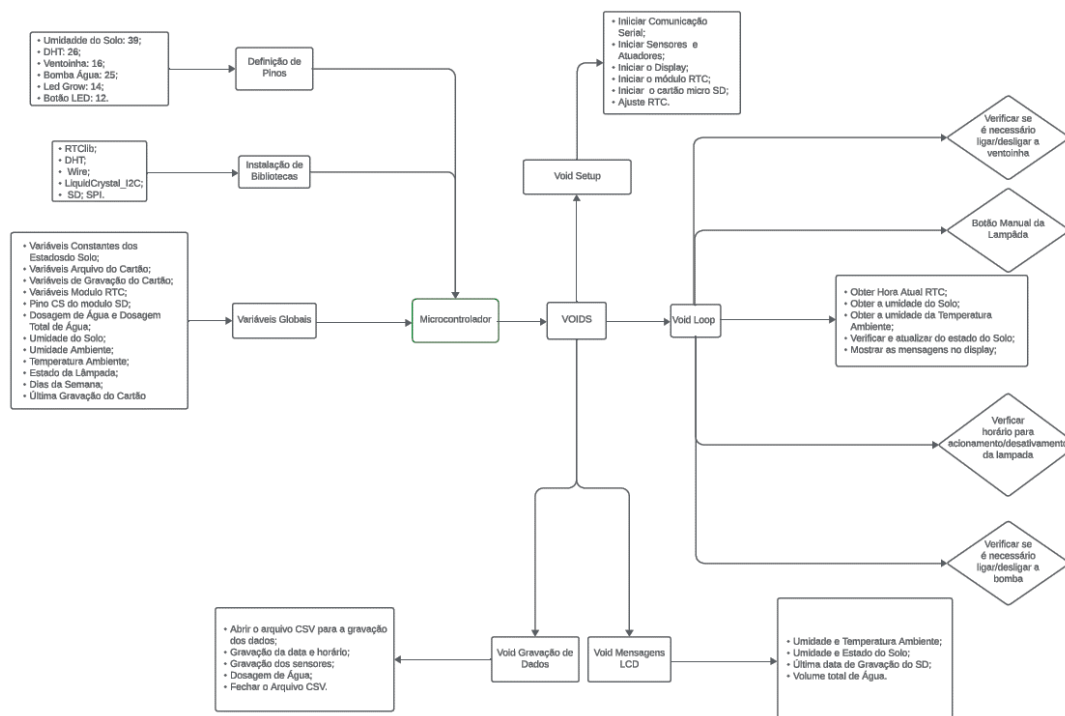 • Umidadde do Solo: 39;
• DHT: 26;
• Ventoinha: 16;
• Bomba Água: 25;
• Led Grow: 14;
• Botão LED: 12.
Definição de
Pinos
• RTClib;
• DHT;
• Wire;
• LiquidCrystal_I2C;
• SD; SPI.
Instalação de
Bibliotecas
• Variáveis Constantes dos
Estadosdo Solo;
• Variáveis Arquivo do Cartão;
• Variáveis de Gravação do Cartão;
• Variáveis Modulo RTC;
• Pino CS do modulo SD;
• Dosagem de Água e Dosagem
Total de Água;
• Umidade do Solo;
• Umidade Ambiente;
• Temperatura Ambiente;
• Estado da Lâmpada;
• Dias da Semana;
• Última Gravação do Cartão
Variáveis Globais
Microcontrolador
VOIDS
Void Setup
• Iniiciar Comunicação
Serial;
• Iniciar Sensores e
Atuadores;
• Iniciar o Display;
• Iniciar o módulo RTC;
• Iniciar o cartão micro SD;
• Ajuste RTC.
Void Loop
Verificar se
é necessário
ligar/desligar a
ventoinha
Botão Manual da
Lampâda
• Obter Hora Atual RTC;
• Obter a umidade do Solo;
• Obter a umidade da Temperatura
Ambiente;
• Verificar e atualizar do estado do Solo;
• Mostrar as mensagens no display;
Verficar
horário para
acionamento/desativamento
da lampada
Verificar se
é necessário
ligar/desligar a
bomba
Void Gravação de
Dados
• Abrir o arquivo CSV para a gravação
dos dados;
• Gravação da data e horário;
• Gravação dos sensores;
• Dosagem de Água;
• Fechar o Arquivo CSV.
Void Mensagens
LCD
• Umidade e Temperatura Ambiente;
• Umidade e Estado do Solo;
• Última data de Gravação do SD;
• Volume total de Água.